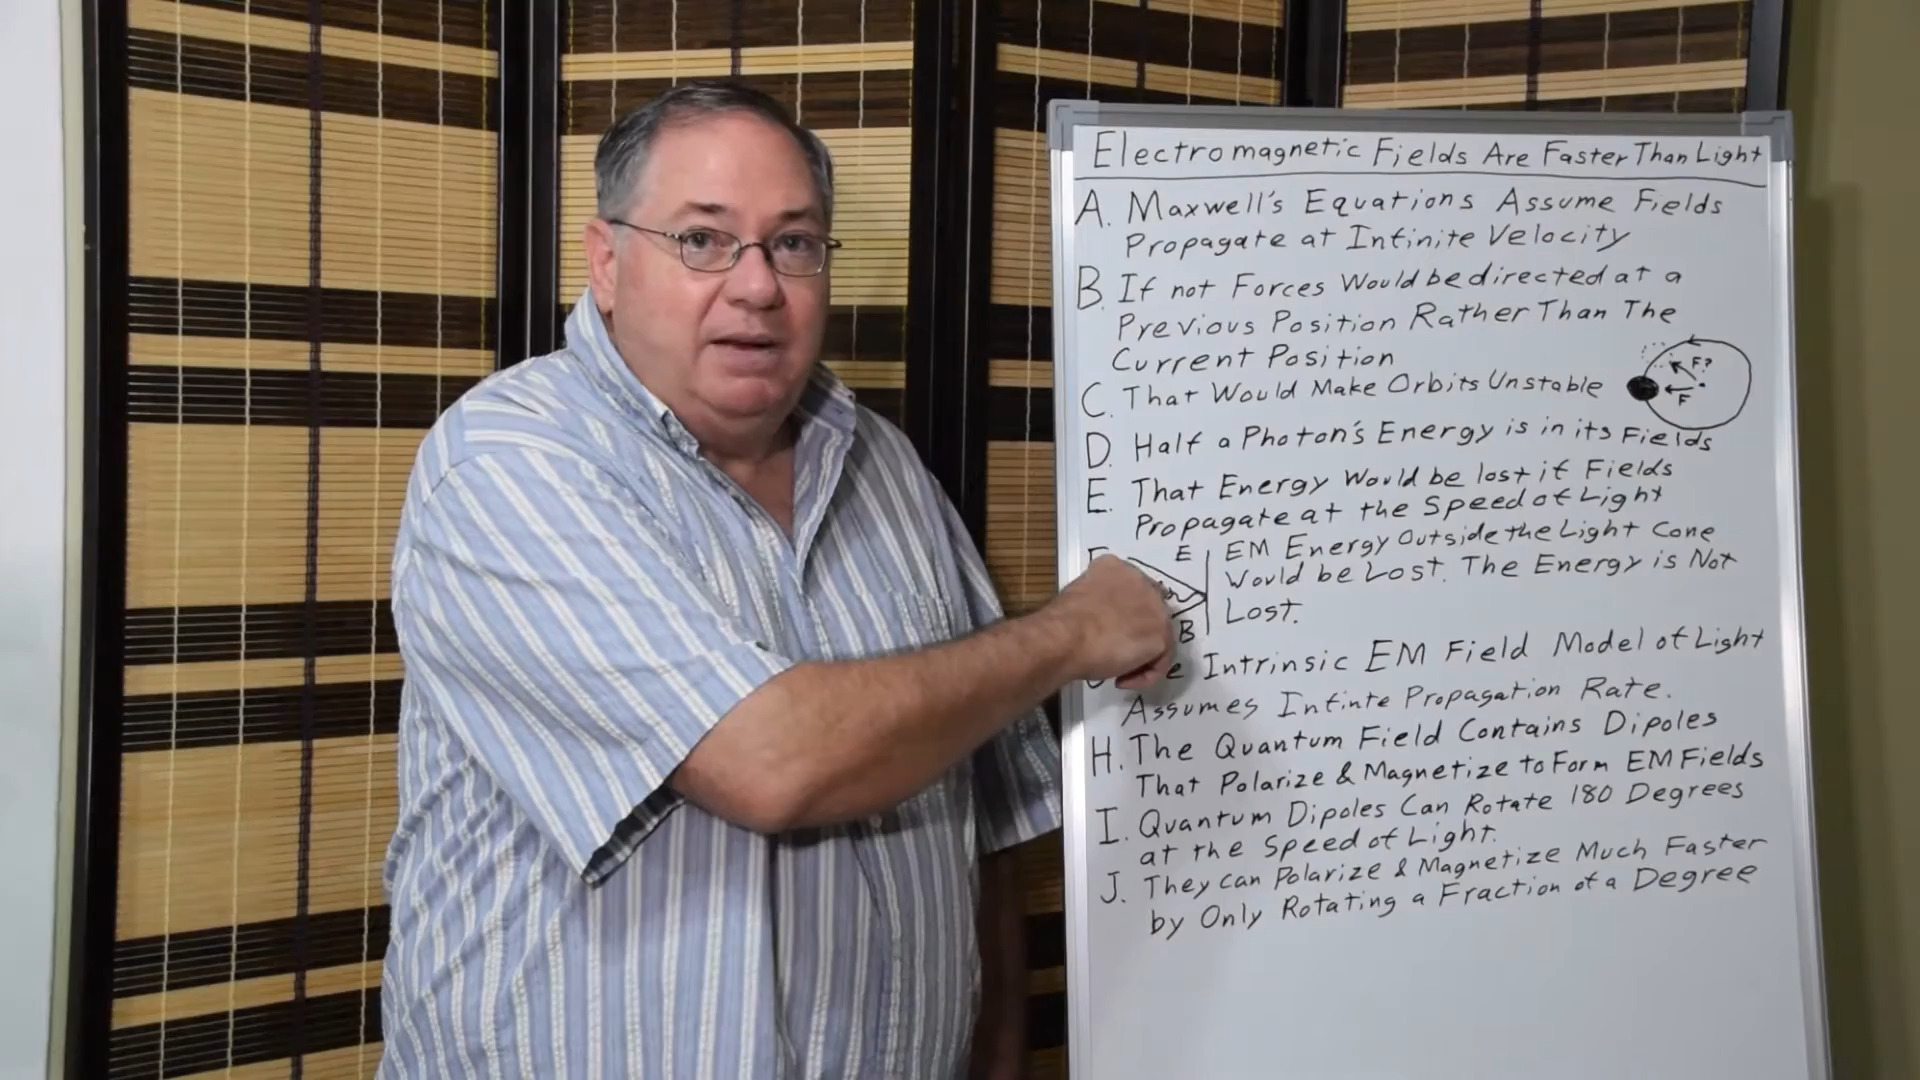 Electromagnetic Fields Are Faster Than Light
A. Maxwell's Equations Assume Fields
Propagate at Infinite Velocity
B. If not Forces Would be directed at a
Previous Position Rather Than The
Current Position
F?
F
C. That Would Make Orbits Unstable
D. Half a Photon's Energy is in its Fields
E. That Energy Would be lost if Fields
Propagate at the Speed of Light
E
B
EM Energy Outside the Light Cone
Would be Lost. The Energy is Not
Lost.
Intrinsic EM Field Model of Light
Assumes Infinte Propagation Rate.
H. The Quantum Field Contains Dipoles
That Polarize & Magnetize to Form EM Fields
I. Quantum Dipoles Can Rotate 180 Degrees
at the Speed of Light.
J. They can Polarize & Magnetize Much Faster
by Only Rotating a Fraction of a Degree